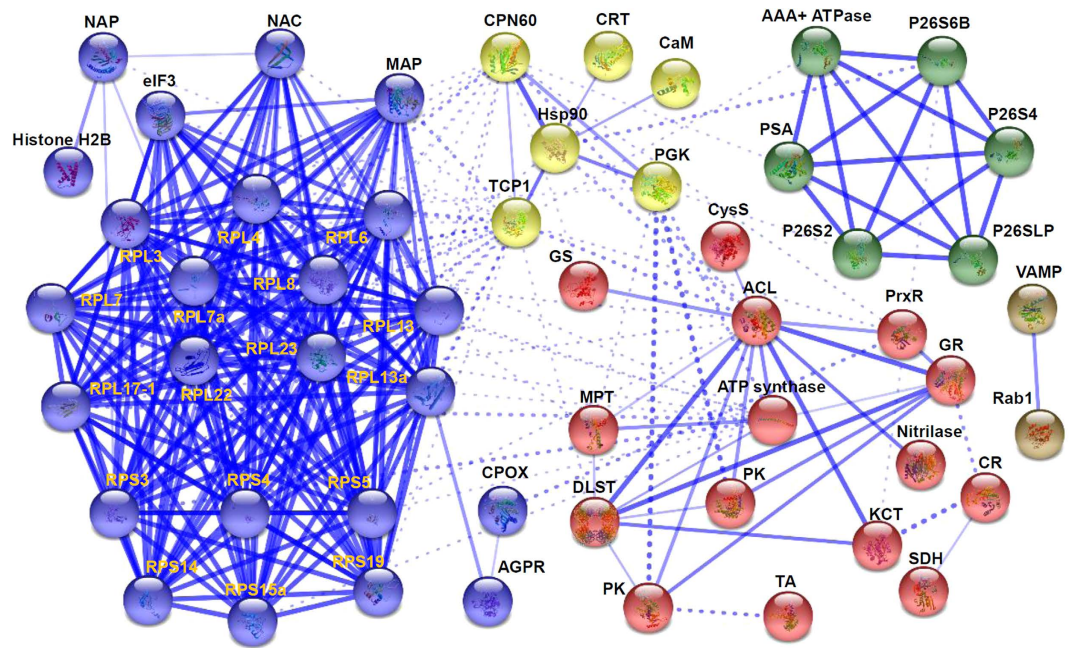 NAP
NAC
CPN60
CRT
AAA+ ATPase
P26S6B
CaM
MAP
eIF3
Hsp90
P26S4
PSA
Histone H2B
PGK
TCP1
CysS
RPL4
RPL6
RPL3
P26S2
P26SLP
GS
VAMP
RPL7
RPL8
ACL
PrxR
RPL7a
RPL13
RPL23
GR
RPL17-1
RPL22
RPL13a
MPT
ATP synthase
Rab1
Nitrilase
CPOX
PK
CR
RPS3
RPS4
RPS5
DLST
KCT
RPS14
RPS15a
RPS19
AGPR
PK
TA
SDH